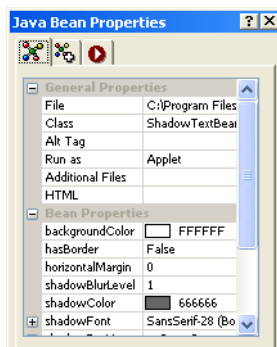 Java Bean Properties
General Properties
File C:\Program Files
Class ShadowTextBean
Alt Tag
Run as Applet
Additional Files
HTML
Bean Properties
backgroundColor FFFFFF
hasBorder False
horizontalMargin 0
shadowBlurLevel 1
shadowColor 666666
shadowFont SansSerif-28 (Bo